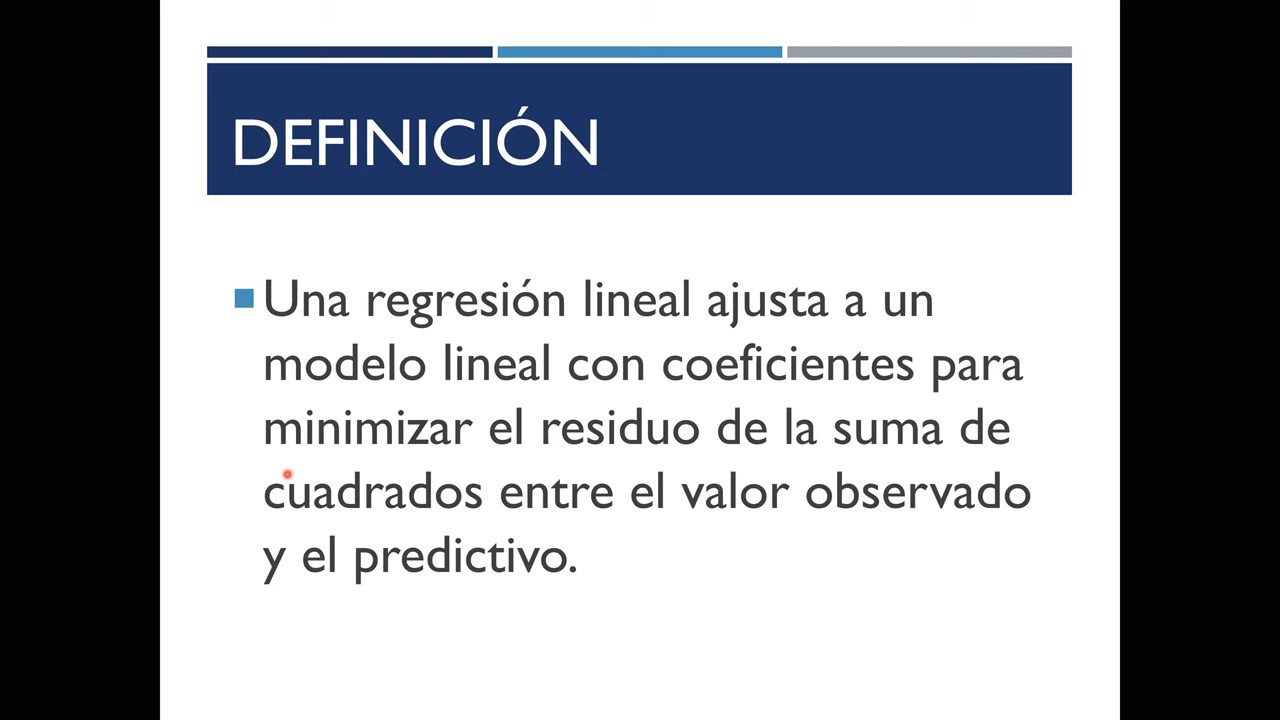 DEFINICIÓN
Una regresión lineal ajusta a un
modelo lineal con coeficientes para
minimizar el residuo de la suma de
cuadrados entre el valor observado
y el predictivo.